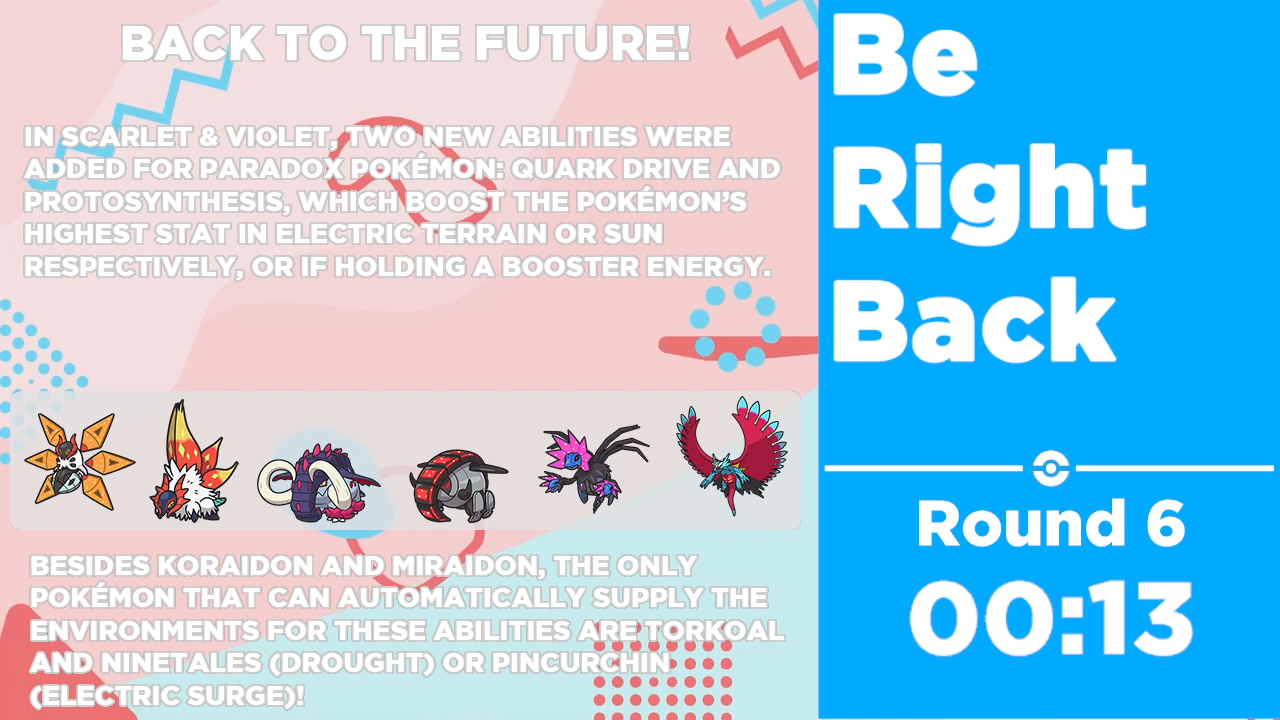 BACK TO THE FUTURE!
IN SCARLET & VIOLET, TWO NEW ABILITIES WERE
ADDED FOR PARADOX POKÉMON: QUARK DRIVE AND
PROTOSYNTHESIS, WHICH BOOST THE POKÉMON'S
HIGHEST STAT IN ELECTRIC TERRAIN OR SUN
RESPECTIVELY, OR IF HOLDING A BOOSTER ENERGY.
BESIDES KORAIDON AND MIRAIDON, THE ONLY
POKÉMON THAT CAN AUTOMATICALLY SUPPLY THE
ENVIRONMENTS FOR THESE ABILITIES ARE TORKOAL
AND NINETALES (DROUGHT) OR PINCURCHIN
(ELECTRIC SURGE)!
Be
Right
Back
Round 6
00:13